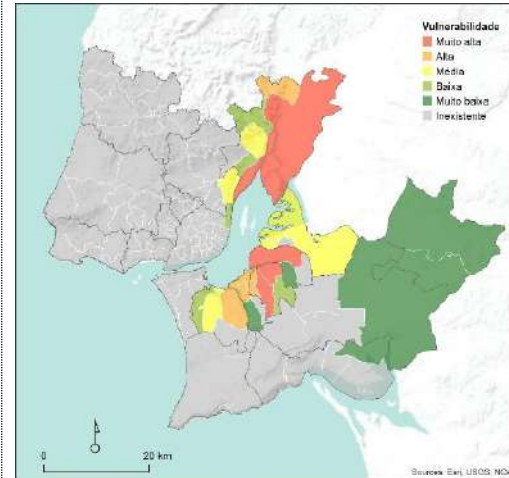 Vulnerabilidade
Muito alta
Alta
Média
Baixa
Muito baixa
Inexistente
0
20 km
Sources: Esri, USGS, NO